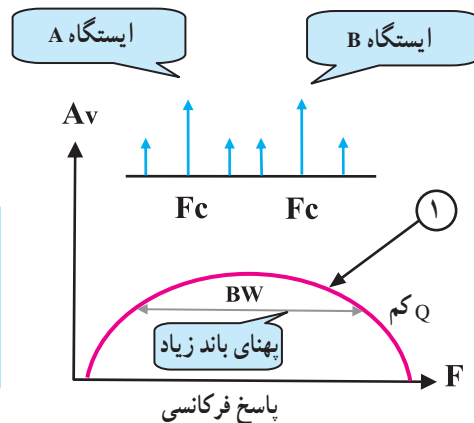 ایستگاه A
ایستگاه B
Av
Fc
Fc
۱
BW
Q کم
پهنای باند زیاد
F
پاسخ فرکانسی